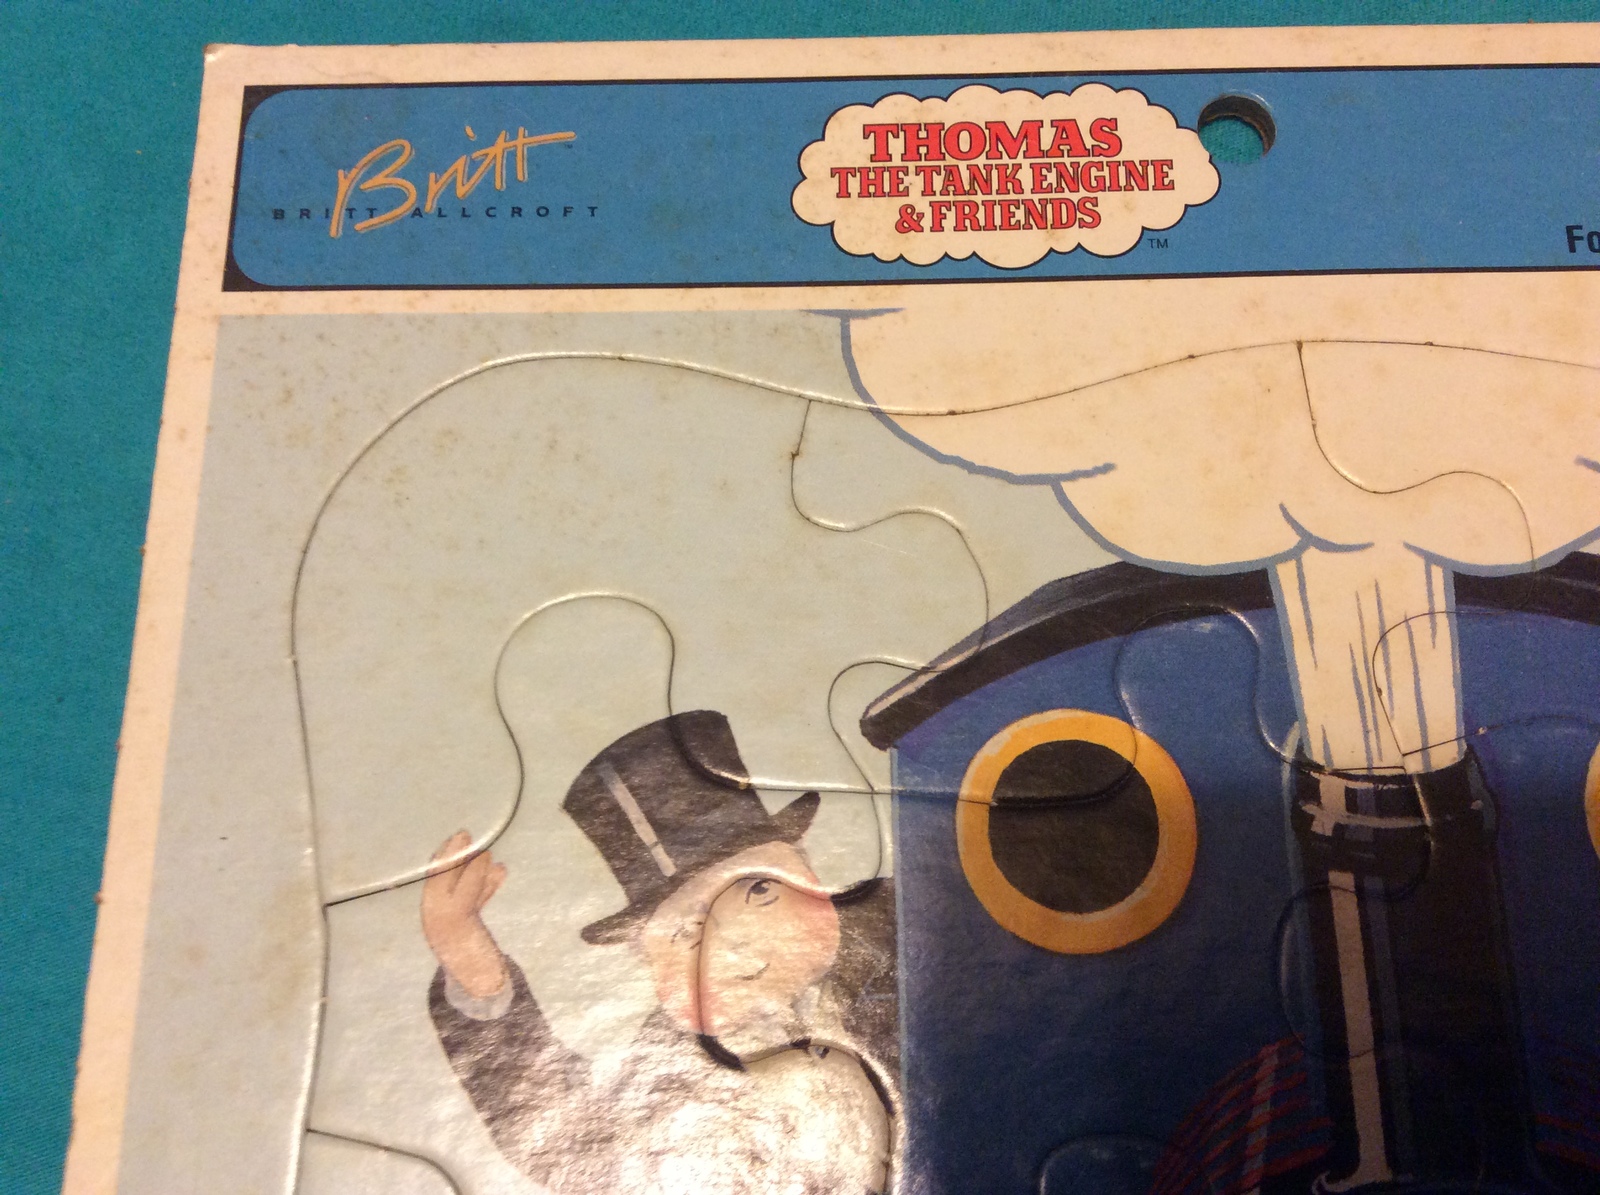 Britt
BRITT ALLCROFT
THOMAS
THE TANK ENGINE
& FRIENDS
TM